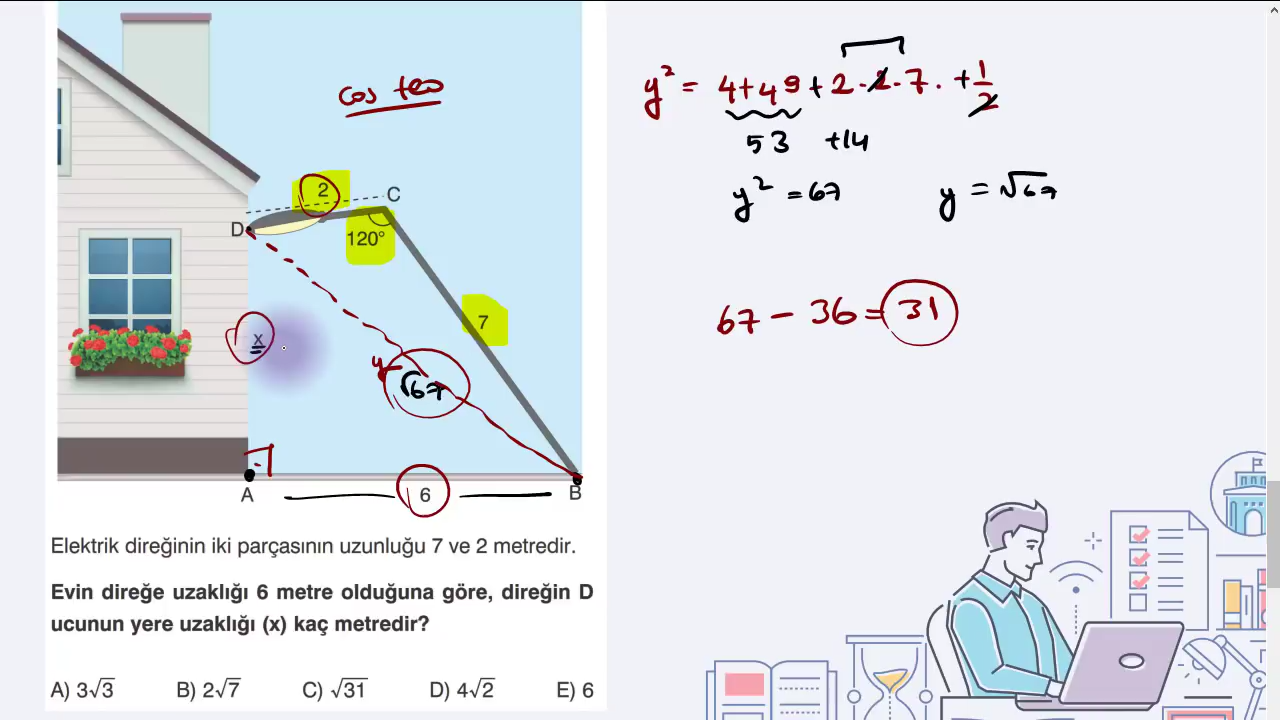 cos teo
2
C
D
120°
7
x
y
√67
A
6
B
Elektrik direğinin iki parçasının uzunluğu 7 ve 2 metredir.
Evin direğe uzaklığı 6 metre olduğuna göre, direğin D
ucunun yere uzaklığı (x) kaç metredir?
A) 3√3 B) 2√7 C) √31 D) 4√2 E) 6
y² = 4+49+2.2.7.+1/2
53 +14
y² = 67 y = √67
67 - 36 = 31